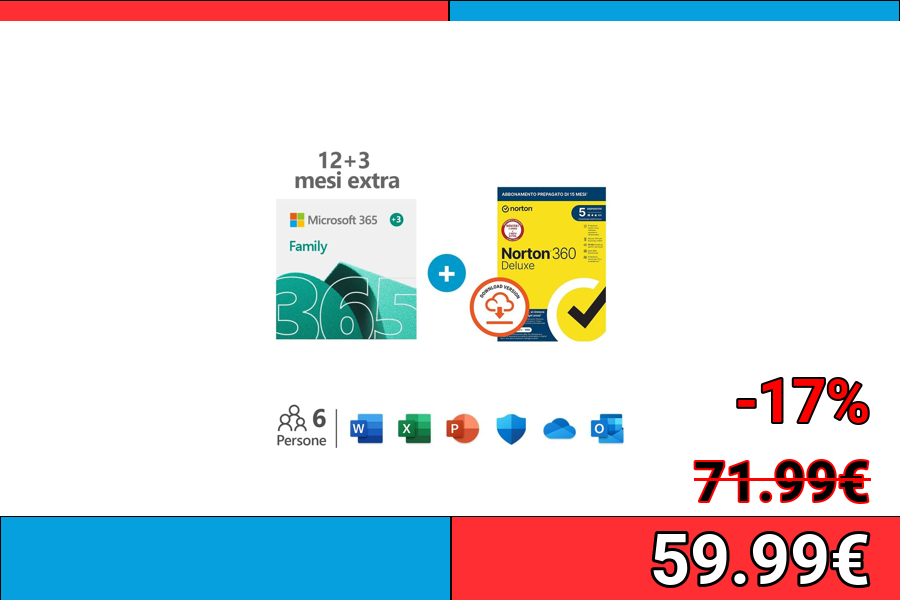 12+3
mesi extra
Microsoft 365 +3
Family
365
ABBONAMENTO PREPAGATO DI 15 MESI*
norton
5 DISPOSITIVI
Norton 360
Deluxe
DOWNLOAD VERSION
+
6
Persone
W X P O
-17%
71.99€
59.99€